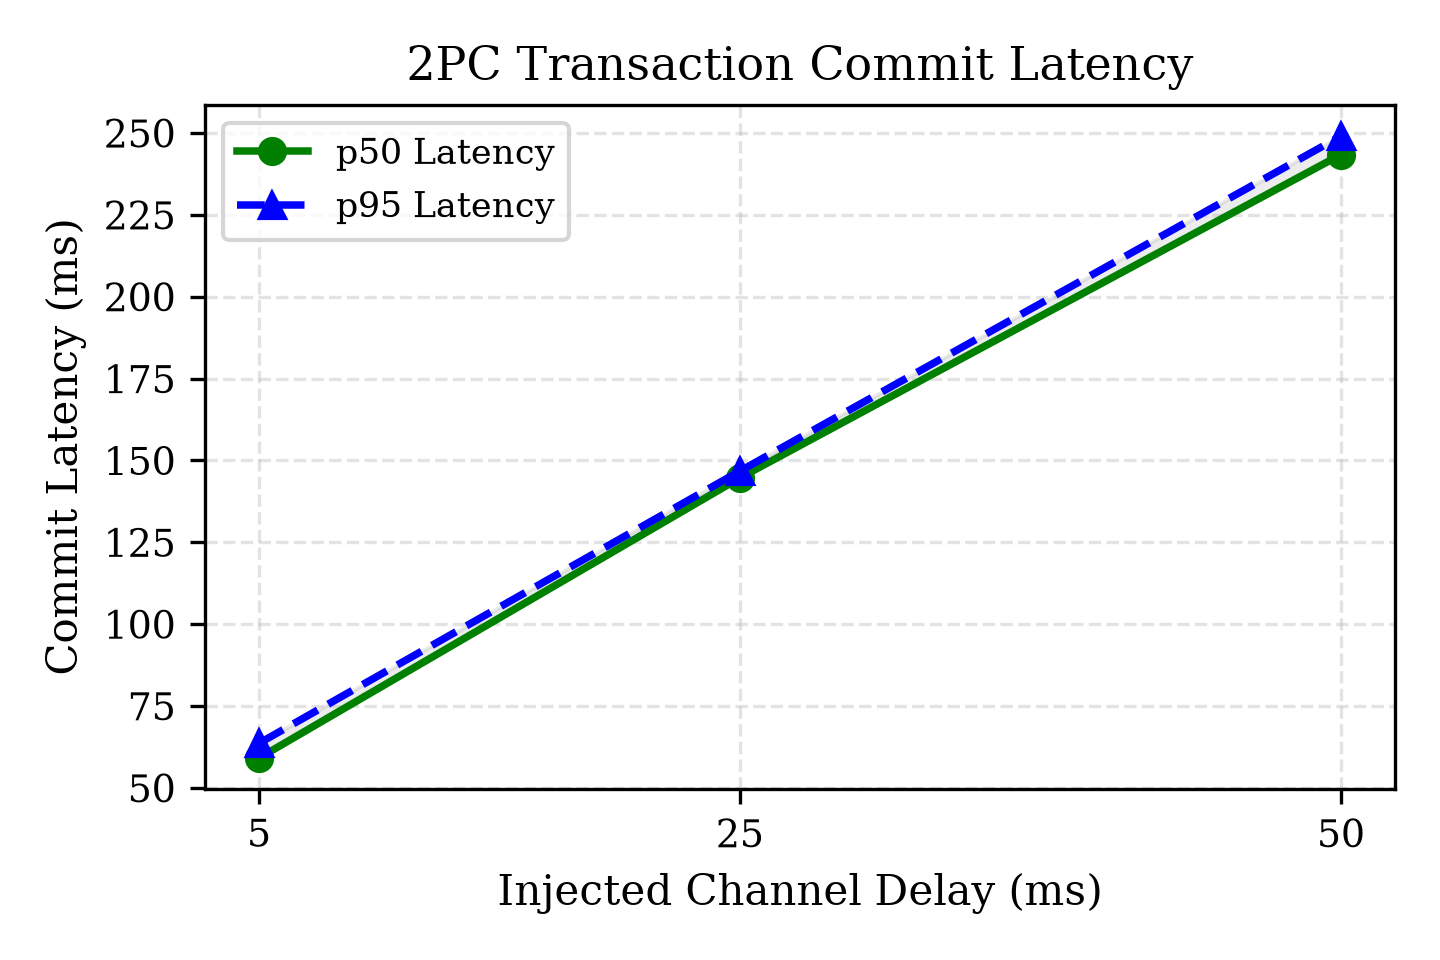 2PC Transaction Commit Latency
p50 Latency
p95 Latency
Commit Latency (ms)
250
225
200
175
150
125
100
75
50
5 25 50
Injected Channel Delay (ms)